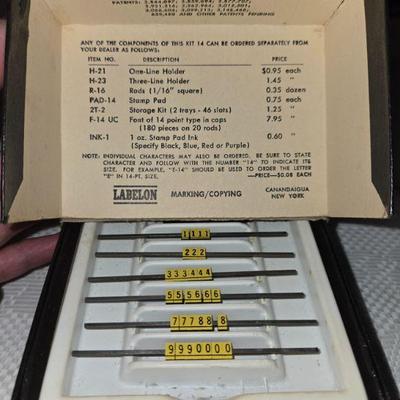 PATENTS:
3,055,299; 3,
829,480 AND OTHER PATENTS PENDING
ANY OF THE COMPONENTS OF THIS KIT 14 CAN BE ORDERED SEPARATELY FROM
YOUR DEALER AS FOLLOWS:
ITEM NO. DESCRIPTION PRICE
H-21 One-Line Holder $0.95 each
H-23 Three-Line Holder 1.45 "
R-16 Rods (1/16" square) 0.35 dozen
PAD-14 Stamp Pad 0.75 each
2T-2 Storage Kit (2 trays - 46 slots) 1.25 "
F-14 UC Font of 14 point type in caps 7.95 "
(180 pieces on 20 rods)
INK-1 1 oz. Stamp Pad Ink 0.60 "
(Specify Black, Blue, Red or Purple)
NOTE: INDIVIDUAL CHARACTERS MAY ALSO BE ORDERED. BE SURE TO STATE
CHARACTER AND FOLLOW WITH THE NUMBER "14" TO INDICATE ITS
SIZE. FOR EXAMPLE, "E-14" SHOULD BE USED TO ORDER THE LETTER
"E" IN 14-PT. SIZE. —PRICE—$0.08 EACH
LABELON MARKING/COPYING CANANDAIGUA
NEW YORK
1111
222
333444
555666
77788 8
9990000